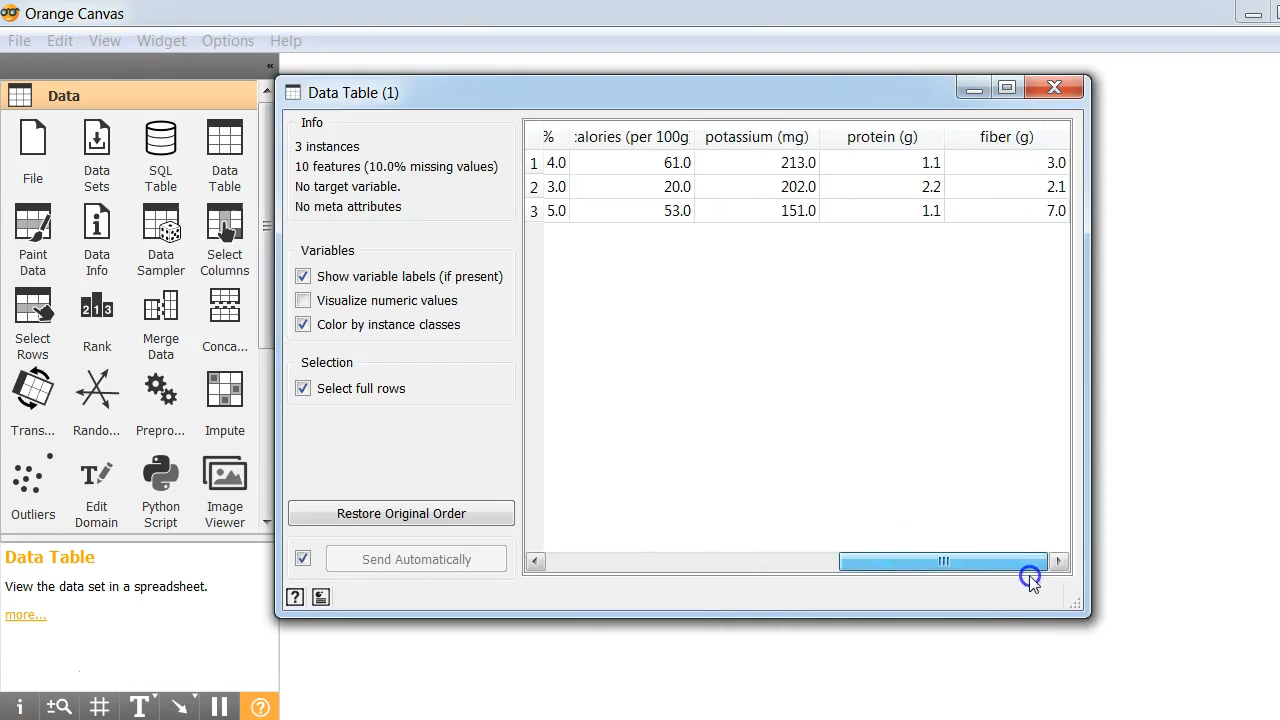 Orange Canvas
File Edit View Widget Options Help
«
Data
File
Data Sets
SQL Table
Data Table
Paint Data
Data Info
Data Sampler
Select Columns
Select Rows
Rank
Merge Data
Conca...
Trans...
Rando...
Prepro...
Impute
Outliers
Edit Domain
Python Script
Image Viewer
Data Table
View the data set in a spreadsheet.
more...
Data Table (1)
Info
3 instances
10 features (10.0% missing values)
No target variable.
No meta attributes
Variables
Show variable labels (if present)
Visualize numeric values
Color by instance classes
Selection
Select full rows
Restore Original Order
Send Automatically
% calories (per 100g potassium (mg) protein (g) fiber (g)
1 4.0 61.0 213.0 1.1 3.0
2 3.0 20.0 202.0 2.2 2.1
3 5.0 53.0 151.0 1.1 7.0